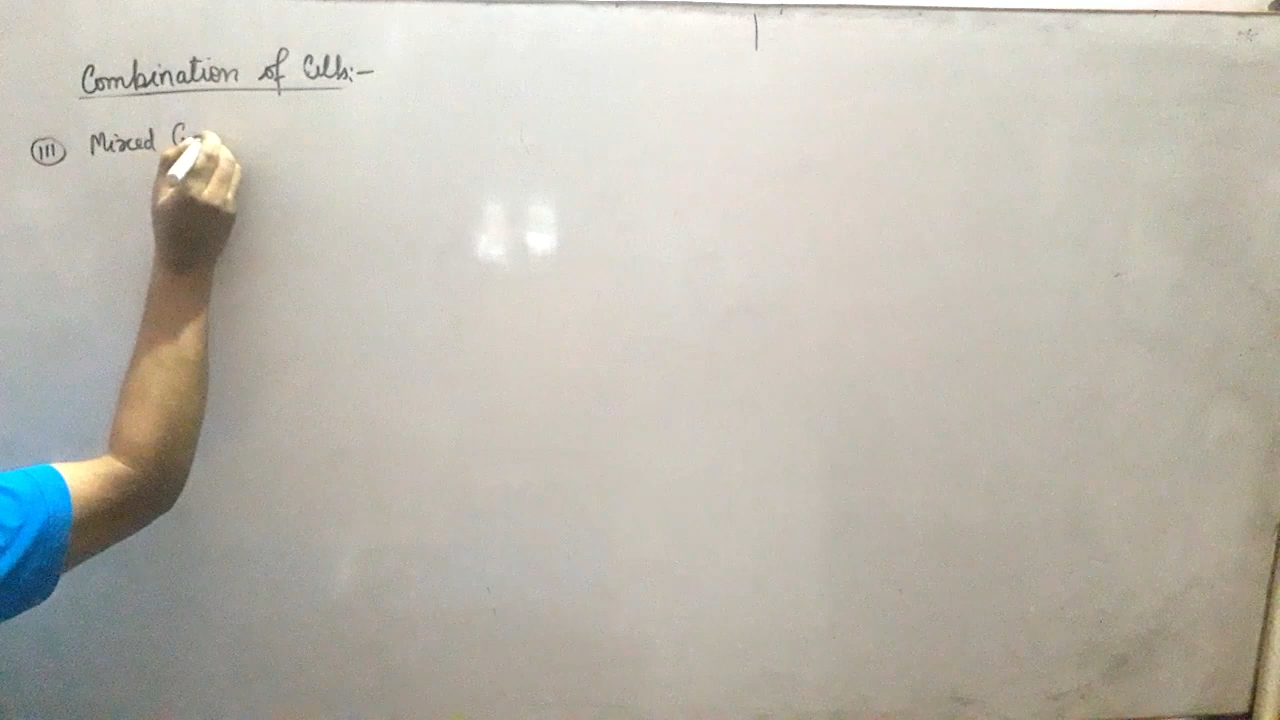 Combination of Cells:-
(III) Mixed